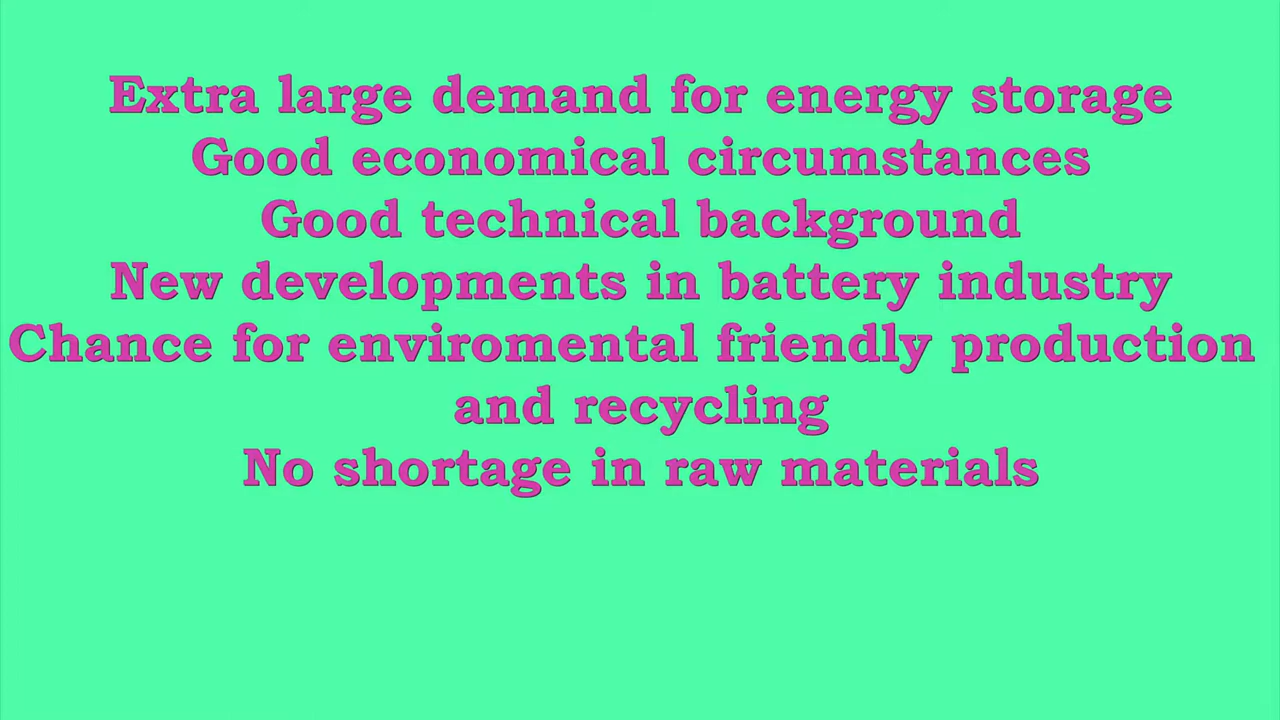 Extra large demand for energy storage
Good economical circumstances
Good technical background
New developments in battery industry
Chance for enviromental friendly production
and recycling
No shortage in raw materials